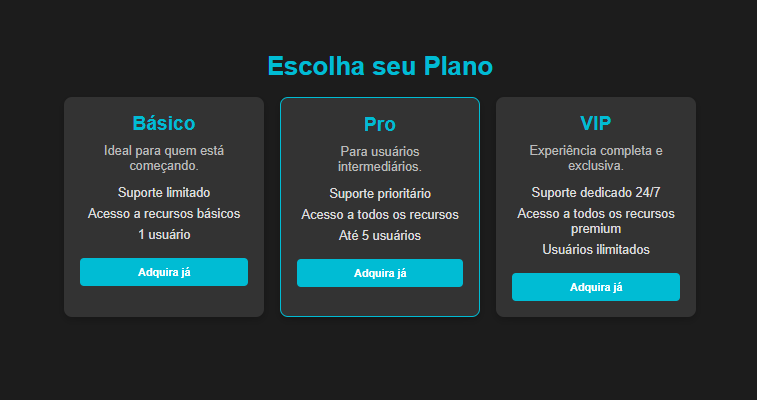 Escolha seu Plano
Básico
Ideal para quem está
começando.
Suporte limitado
Acesso a recursos básicos
1 usuário
Adquira já
Pro
Para usuários
intermediários.
Suporte prioritário
Acesso a todos os recursos
Até 5 usuários
Adquira já
VIP
Experiência completa e
exclusiva.
Suporte dedicado 24/7
Acesso a todos os recursos
premium
Usuários ilimitados
Adquira já